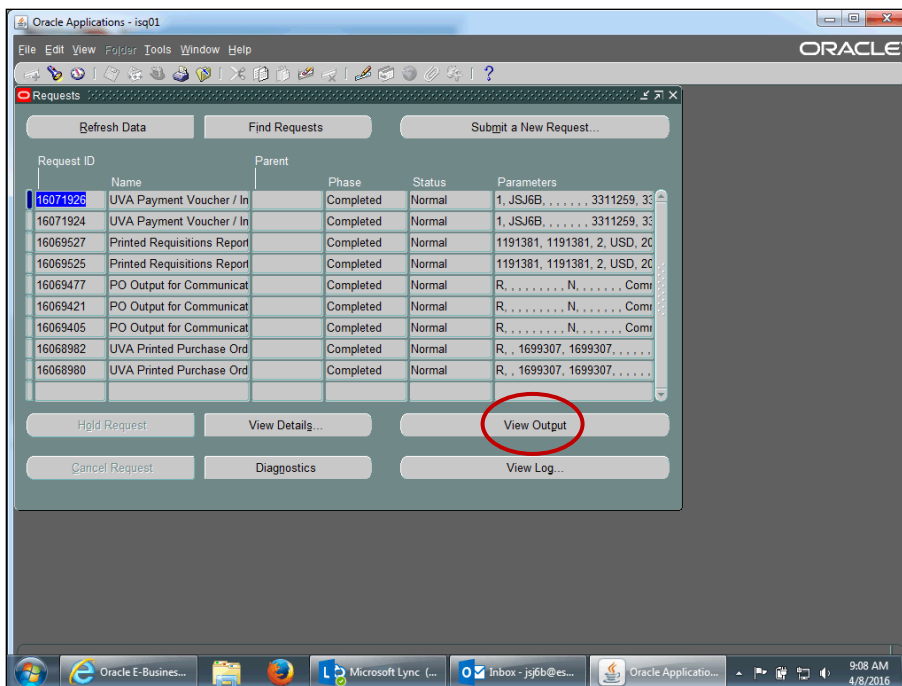 Oracle Applications - isq01
File Edit View Folder Tools Window Help
ORACLE
Requests
Refresh Data Find Requests Submit a New Request...
Request ID Parent
Name Phase Status Parameters
16071926 UVA Payment Voucher / In Completed Normal 1, JSJ6B, , , , , , , 3311259, 33
16071924 UVA Payment Voucher / In Completed Normal 1, JSJ6B, , , , , , , 3311259, 33
16069527 Printed Requisitions Report Completed Normal 1191381, 1191381, 2, USD, 20
16069525 Printed Requisitions Report Completed Normal 1191381, 1191381, 2, USD, 20
16069477 PO Output for Communicat Completed Normal R, , , , , , , , , N, , , , , , , Comm
16069421 PO Output for Communicat Completed Normal R, , , , , , , , , N, , , , , , , Comm
16069405 PO Output for Communicat Completed Normal R, , , , , , , , , N, , , , , , , Comm
16068982 UVA Printed Purchase Ord Completed Normal R, , 1699307, 1699307, , , , , ,
16068980 UVA Printed Purchase Ord Completed Normal R, , 1699307, 1699307, , , , , ,
Hold Request View Details... View Output
Cancel Request Diagnostics View Log...
Oracle E-Busines... Microsoft Lync (... Inbox - jsj6b@es... Oracle Applicatio... 9:08 AM
4/8/2016